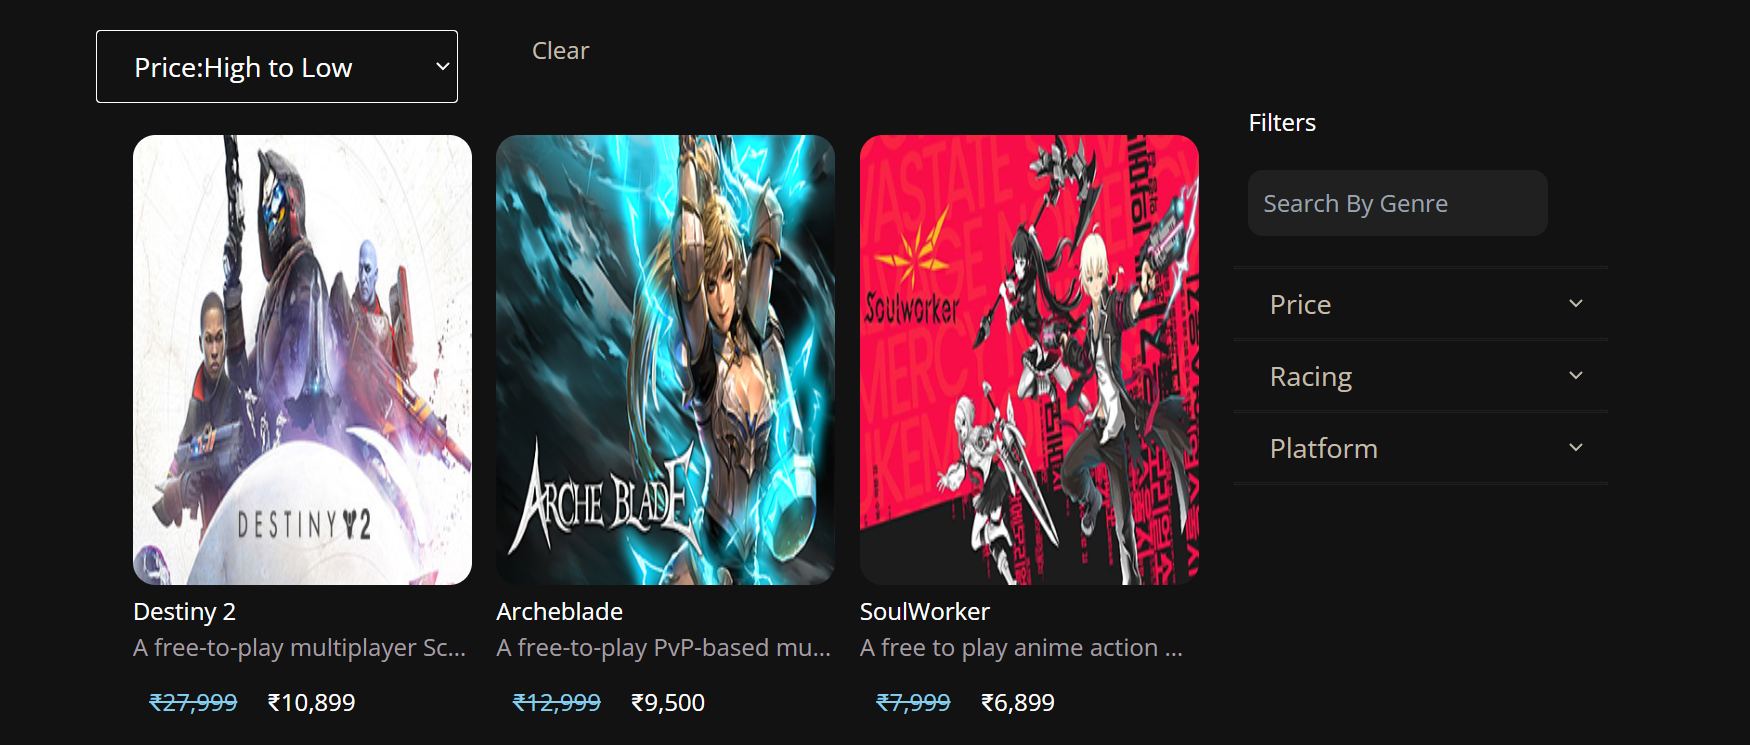 Price:High to Low
Clear
Filters
Search By Genre
Price
Racing
Platform
DESTINY 2
ARCHE BLADE
Soulworker
Destiny 2
A free-to-play multiplayer Sc...
₹27,999 ₹10,899
Archeblade
A free-to-play PvP-based mu...
₹12,999 ₹9,500
SoulWorker
A free to play anime action ...
₹7,999 ₹6,899